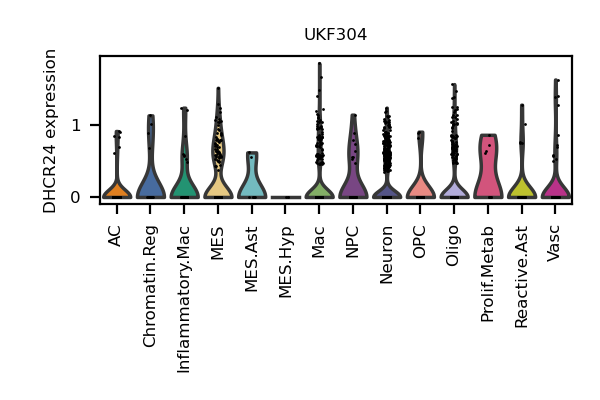 UKF304
DHCR24 expression
1
0
AC
Chromatin.Reg
Inflammatory.Mac
MES
MES.Ast
MES.Hyp
Mac
NPC
Neuron
OPC
Oligo
Prolif.Metab
Reactive.Ast
Vasc